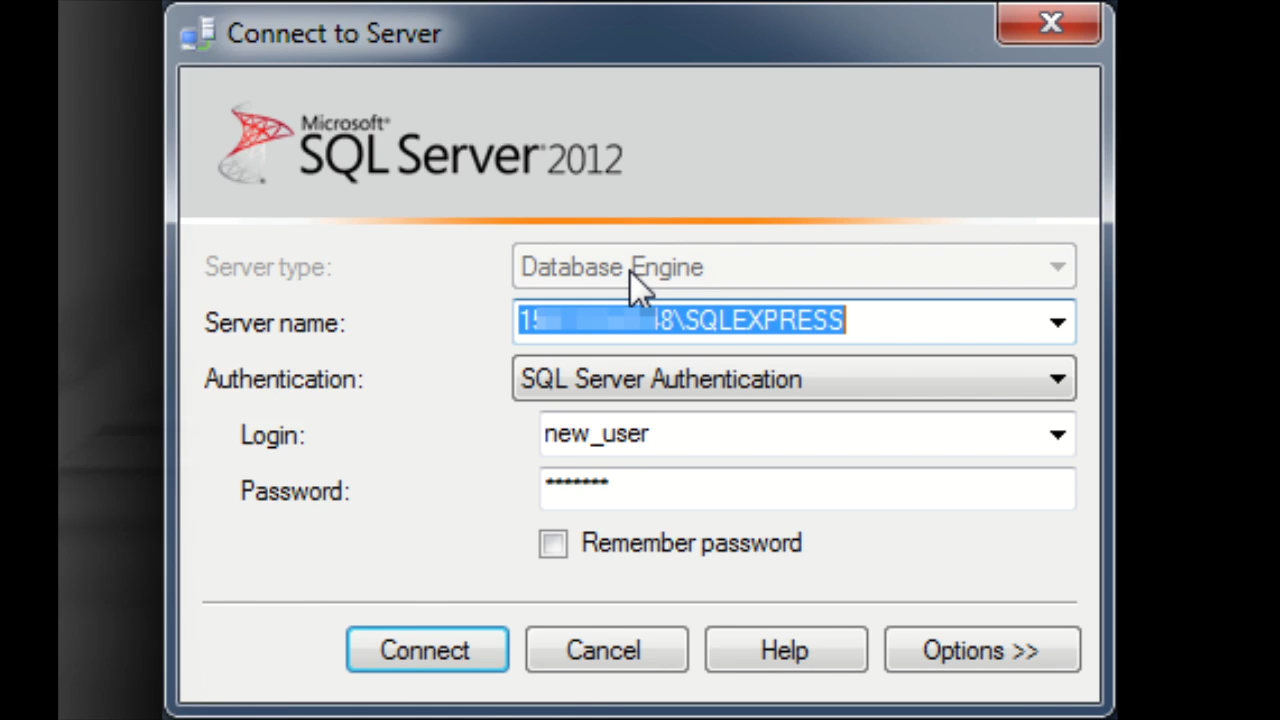 Connect to Server
Microsoft®
SQL Server® 2012
Server type: Database Engine
Server name: 48\SQLEXPRESS
Authentication: SQL Server Authentication
Login: new_user
Password: *******
Remember password
Connect Cancel Help Options >>